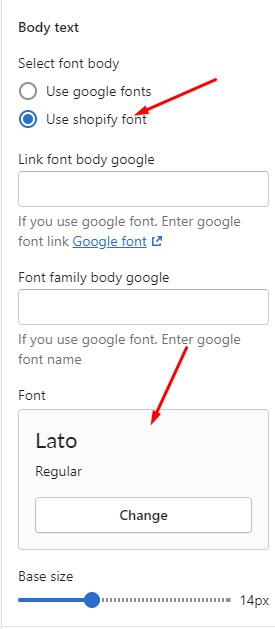 Body text
Select font body
Use google fonts
Use shopify font
Link font body google
If you use google font. Enter google
font link Google font
Font family body google
If you use google font. Enter google
font name
Font
Lato
Regular
Change
Base size
14px